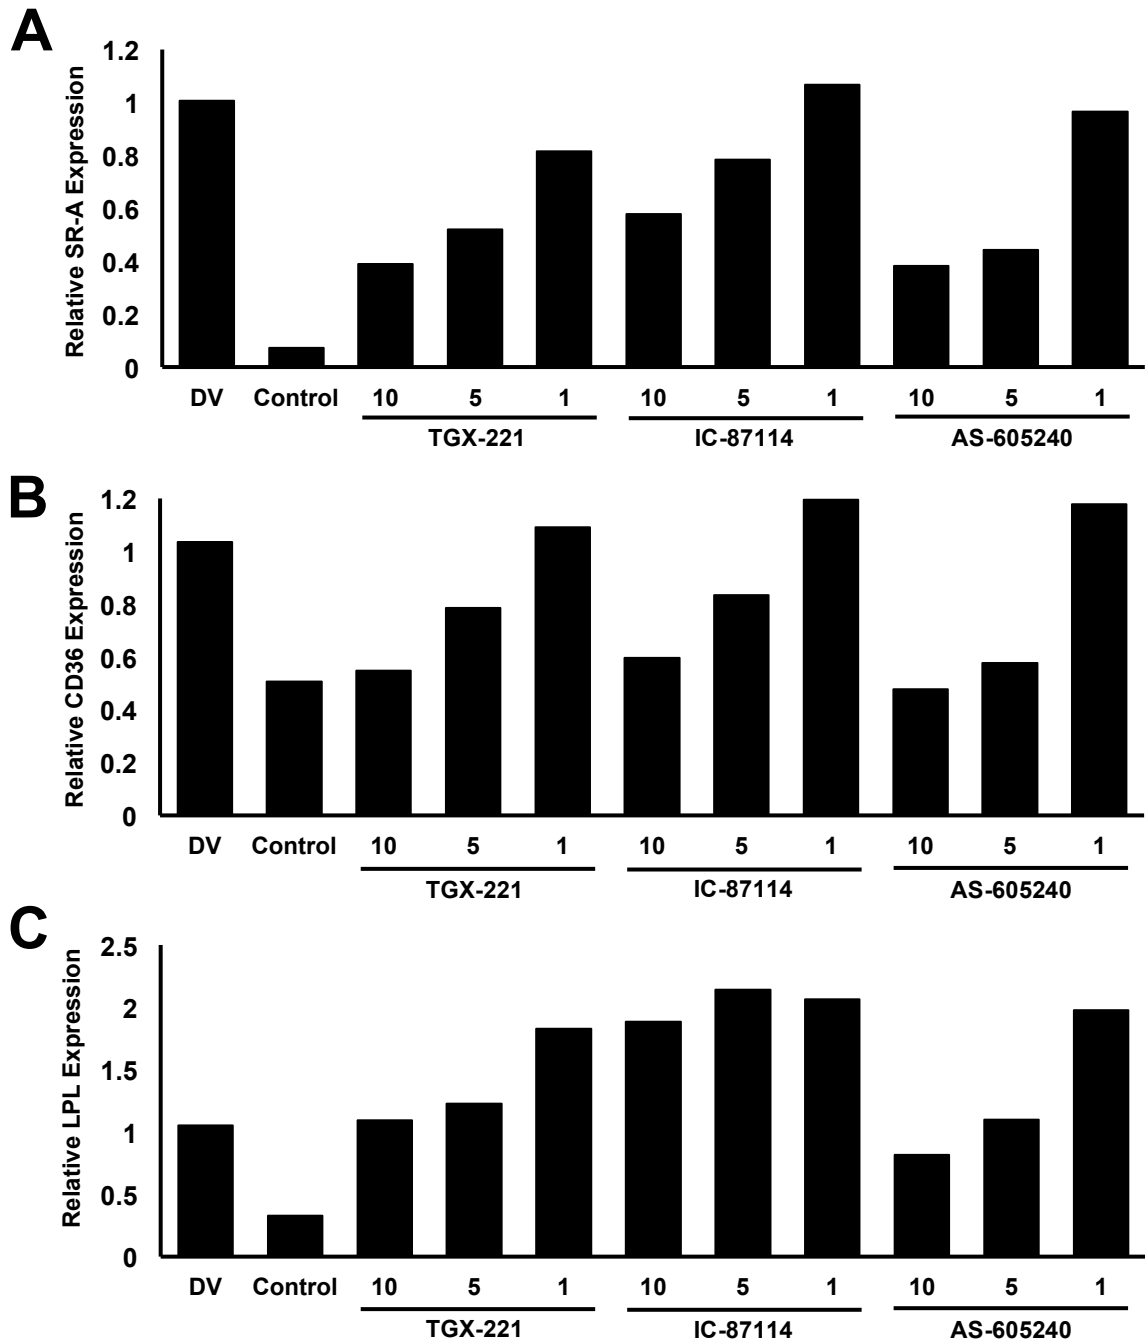 A
Relative SR-A Expression
1.2
1
0.8
0.6
0.4
0.2
0
DV Control 10 5 1 10 5 1 10 5 1
TGX-221 IC-87114 AS-605240
B
Relative CD36 Expression
1.2
1
0.8
0.6
0.4
0.2
0
DV Control 10 5 1 10 5 1 10 5 1
TGX-221 IC-87114 AS-605240
C
Relative LPL Expression
2.5
2
1.5
1
0.5
0
DV Control 10 5 1 10 5 1 10 5 1
TGX-221 IC-87114 AS-605240